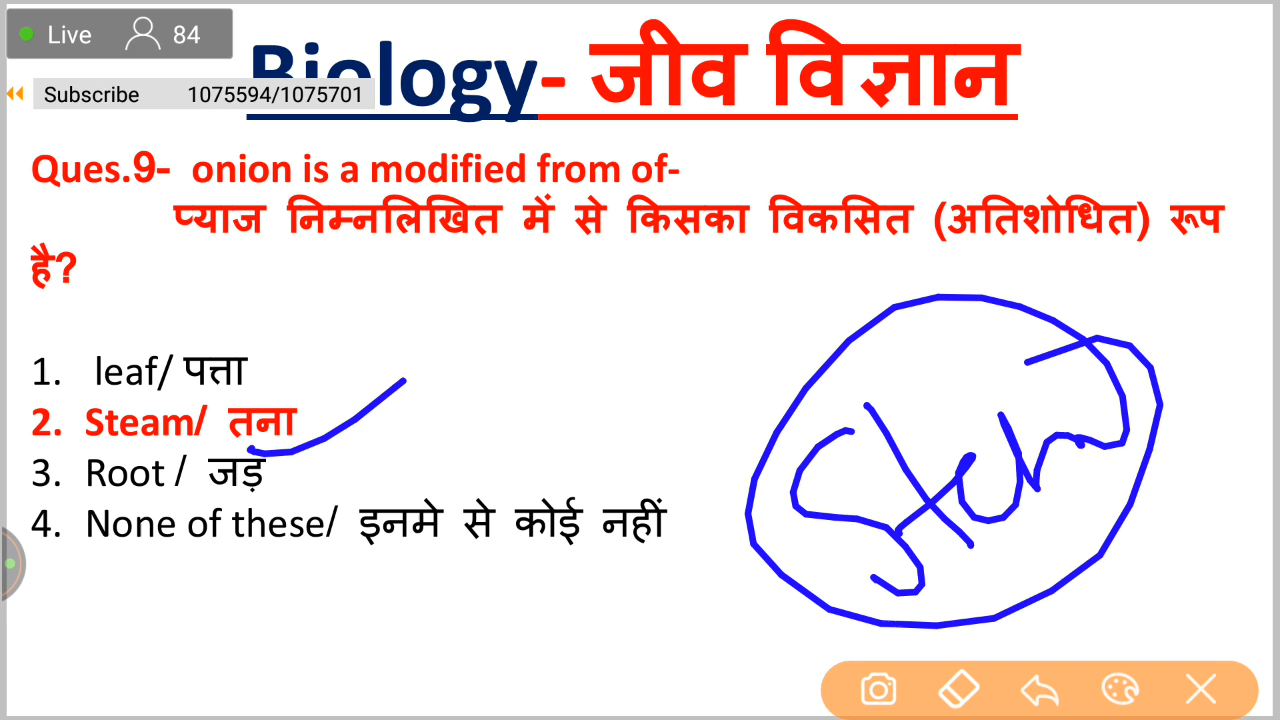 Live 84
Biology- जीव विज्ञान
Subscribe 1075594/1075701
Ques.9- onion is a modified from of-
प्याज निम्नलिखित में से किसका विकसित (अतिशोधित) रूप
है?
1. leaf/ पत्ता
2. Steam/ तना
3. Root / जड़
4. None of these/ इनमे से कोई नहीं
Stem